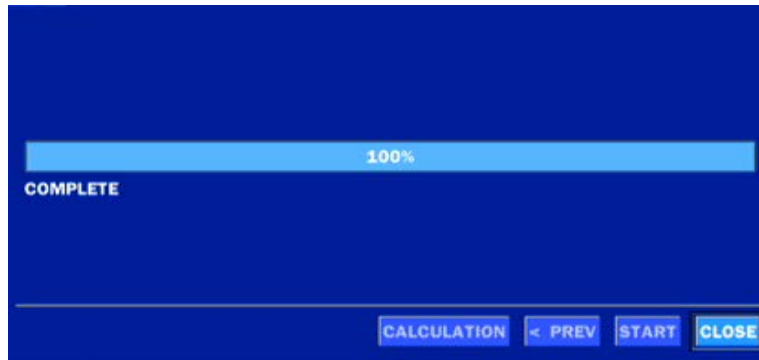 100%
COMPLETE
CALCULATION < PREV START CLOSE